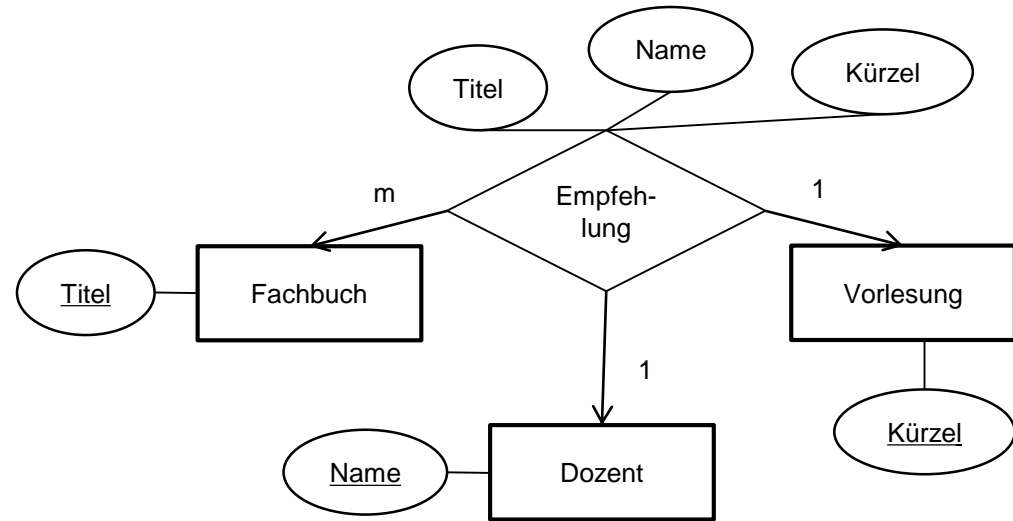 Name
Titel
Kürzel
m
Empfeh-
lung
1
Titel
Fachbuch
Vorlesung
1
Kürzel
Name
Dozent